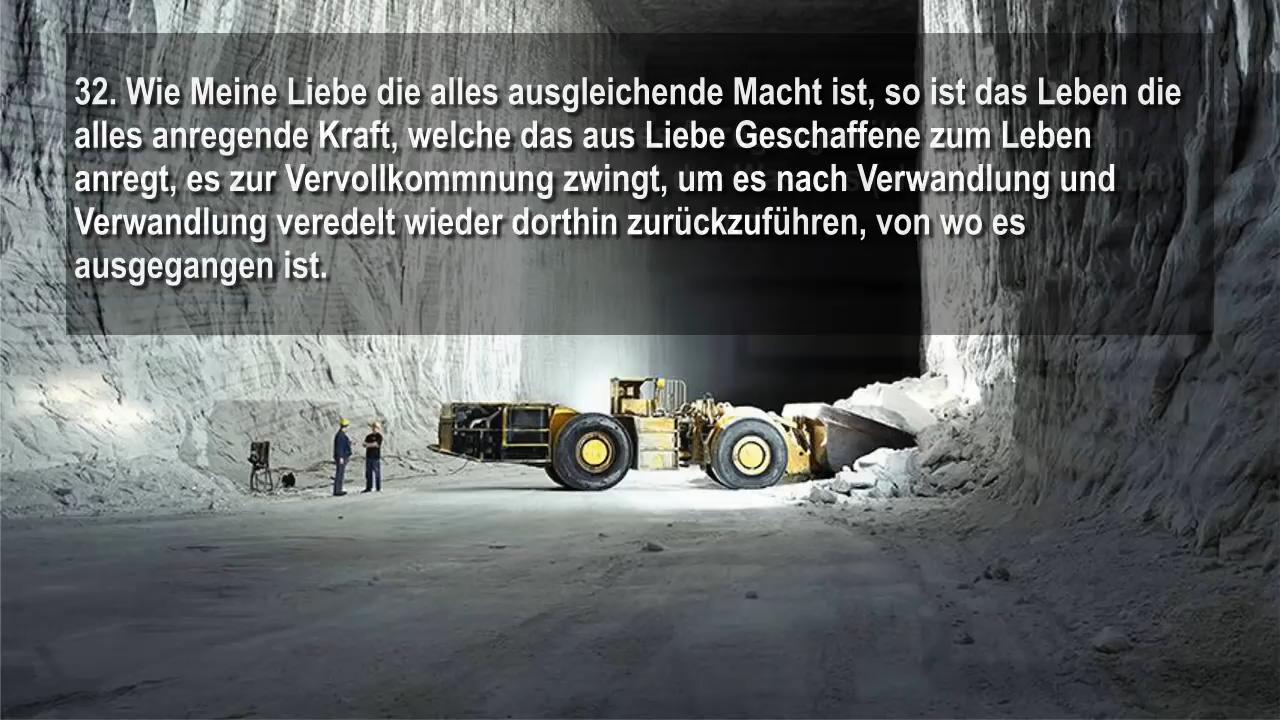 32. Wie Meine Liebe die alles ausgleichende Macht ist, so ist das Leben die
alles anregende Kraft, welche das aus Liebe Geschaffene zum Leben
anregt, es zur Vervollkommnung zwingt, um es nach Verwandlung und
Verwandlung veredelt wieder dorthin zurückzuführen, von wo es
ausgegangen ist.